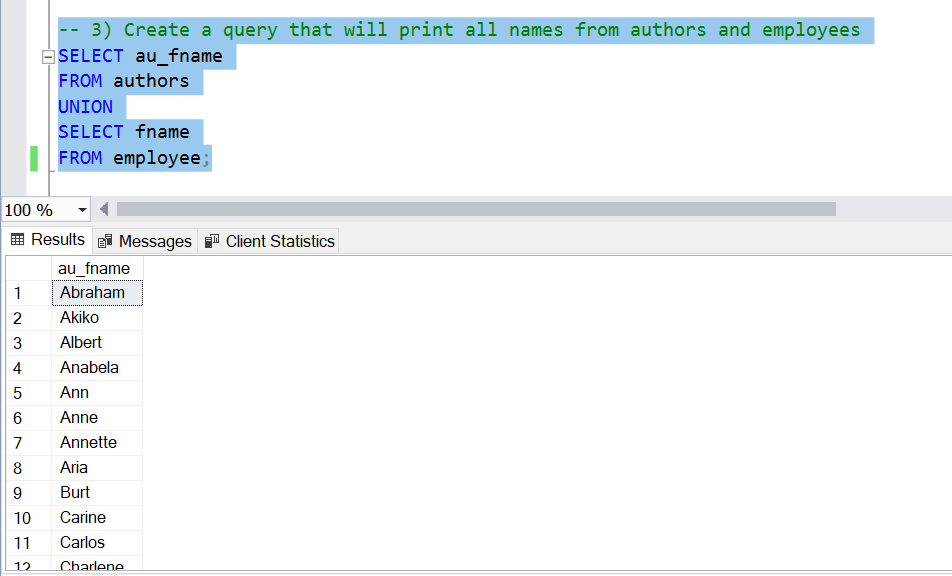 -- 3) Create a query that will print all names from authors and employees
SELECT au_fname
FROM authors
UNION
SELECT fname
FROM employee;
100 %
Results Messages Client Statistics
au_fname
1 Abraham
2 Akiko
3 Albert
4 Anabela
5 Ann
6 Anne
7 Annette
8 Aria
9 Burt
10 Carine
11 Carlos
12 Charlene